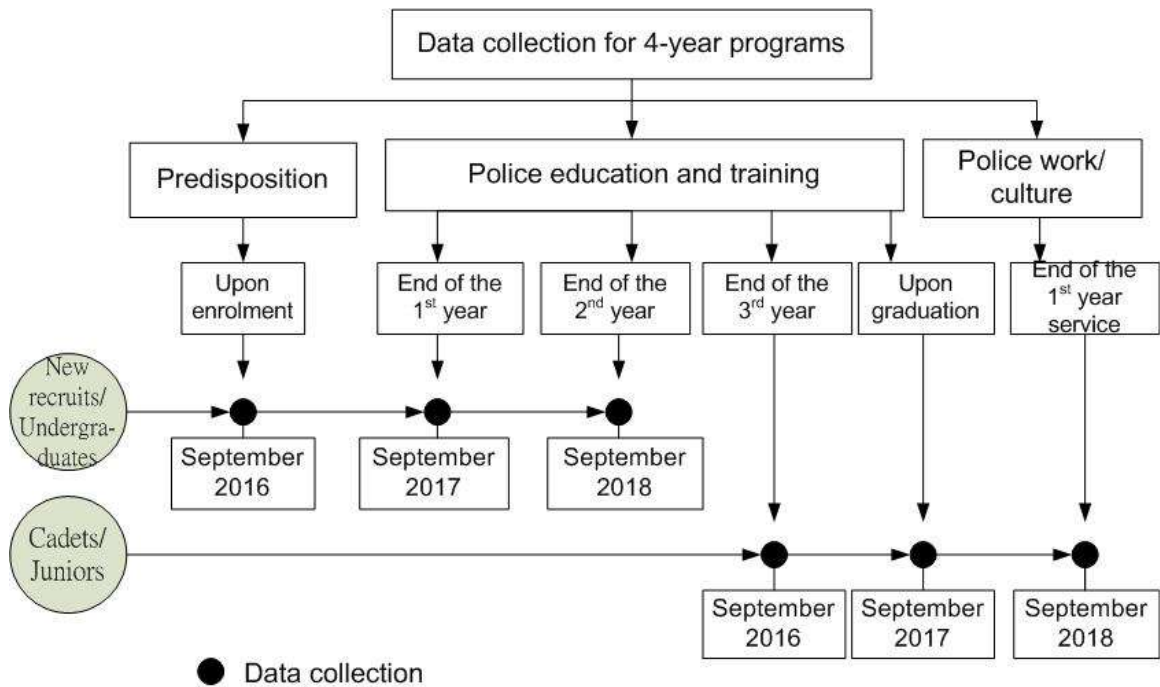 Data collection for 4-year programs
Predisposition
Police education and training
Police work/
culture
Upon
enrolment
End of the
1st year
End of the
2nd year
End of the
3rd year
Upon
graduation
End of the
1st year
service
New
recruits/
Undergra-
duates
September
2016
September
2017
September
2018
Cadets/
Juniors
September
2016
September
2017
September
2018
Data collection